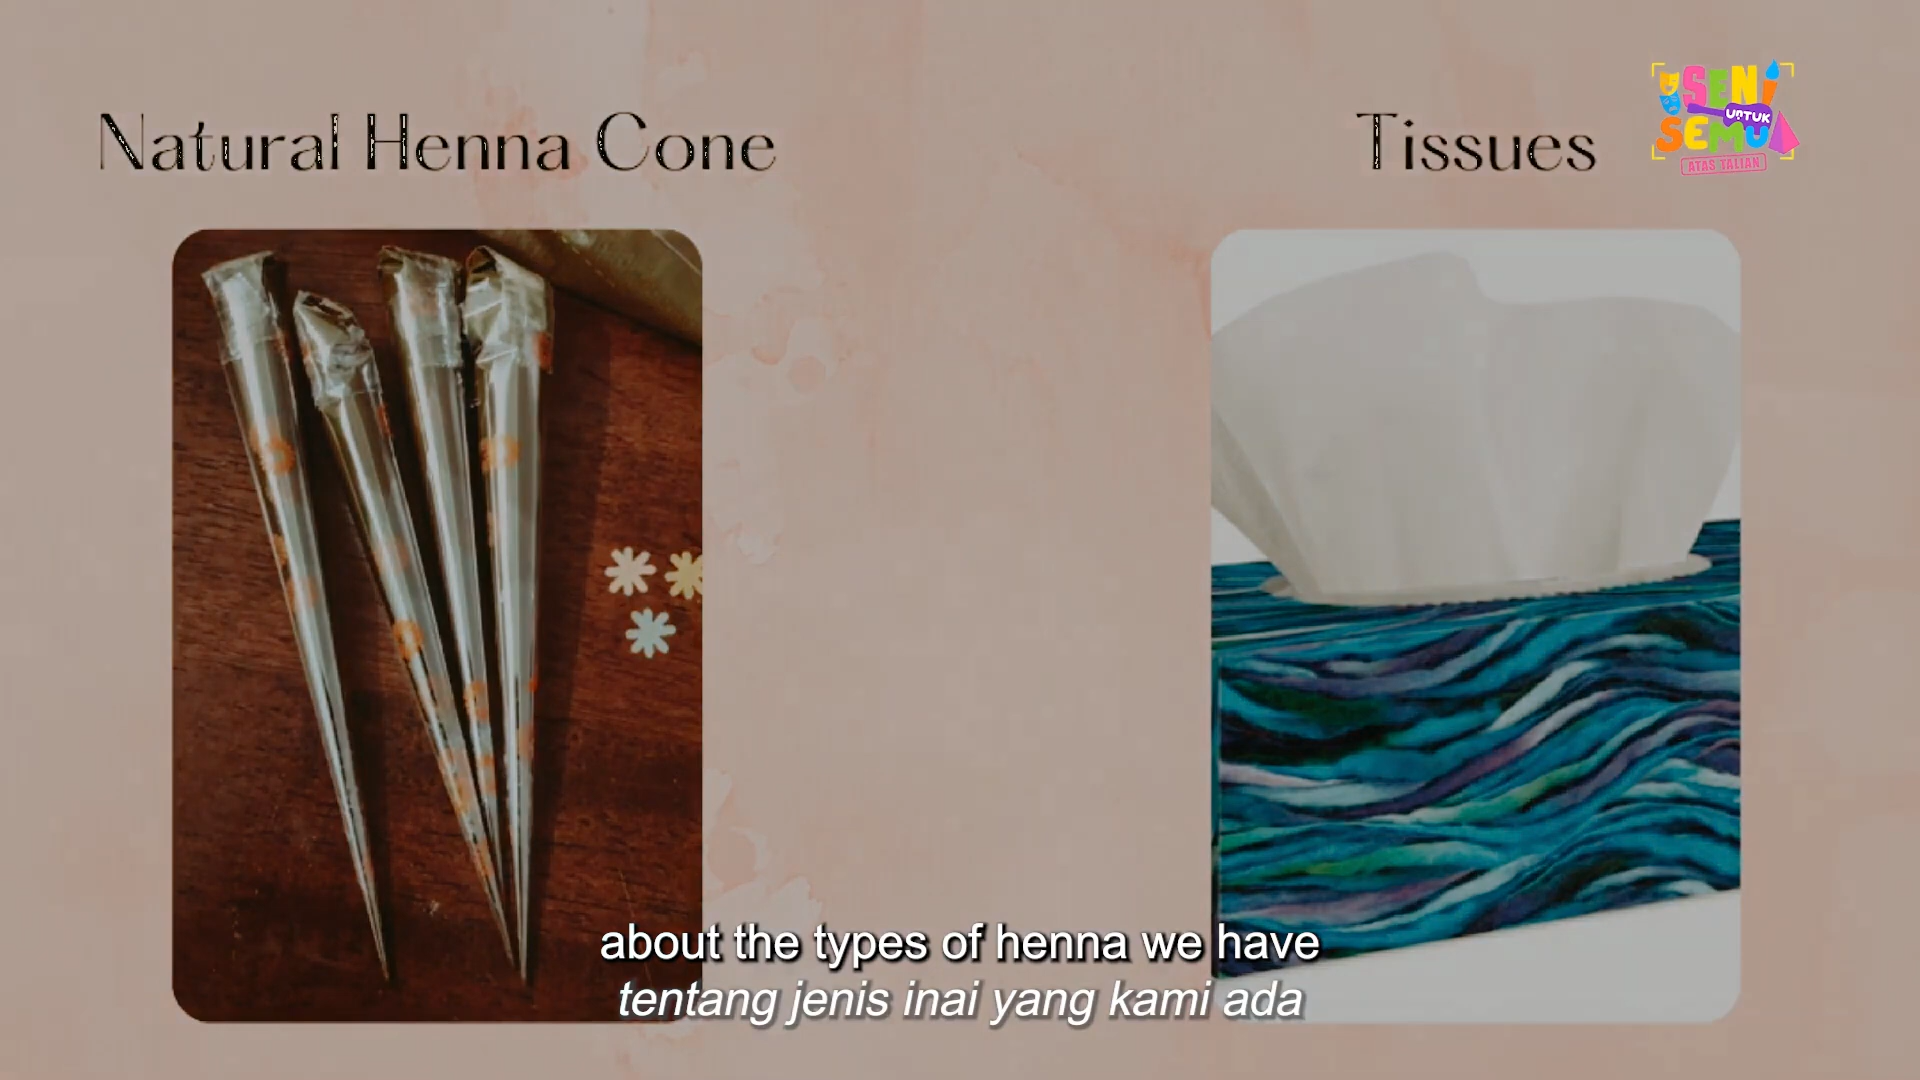 Natural Henna Cone
Tissues
SENI
UNTUK
SEMUA
ATAS TALIAN
about the types of henna we have
tentang jenis inai yang kami ada